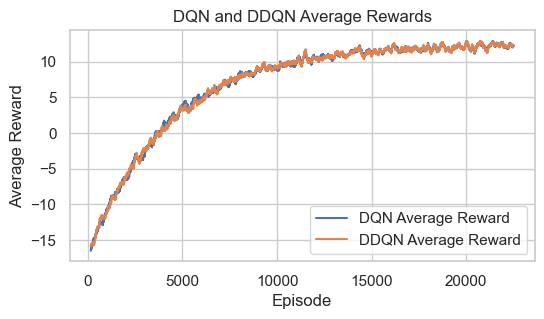 DQN and DDQN Average Rewards
Average Reward
10
5
0
−5
−10
−15
DQN Average Reward
DDQN Average Reward
0
5000
10000
15000
20000
Episode